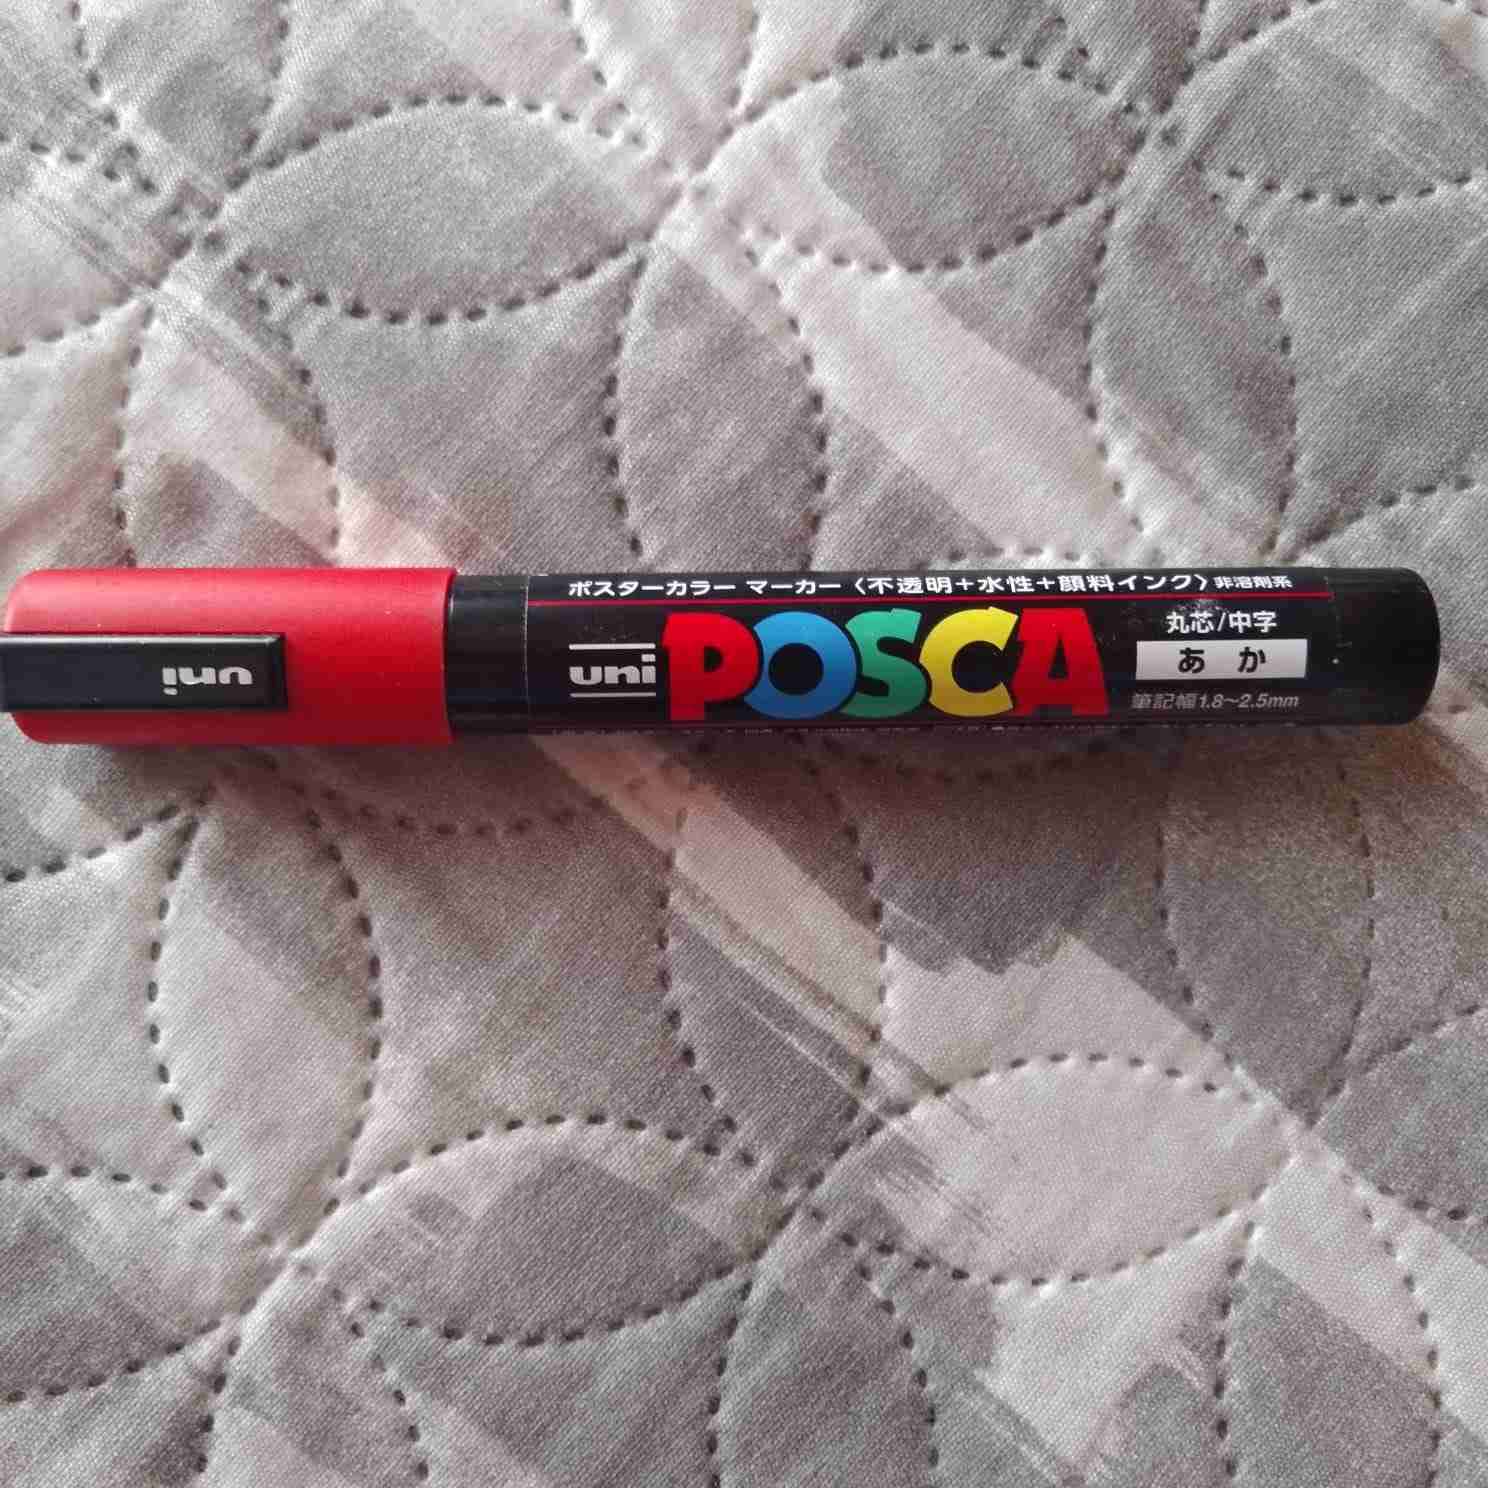 ポスターカラー マーカー〈不透明+水性+顔料インク〉非溶剤系
uni POSCA
丸芯/中字
あ か
筆記幅1.8~2.5mm
uni